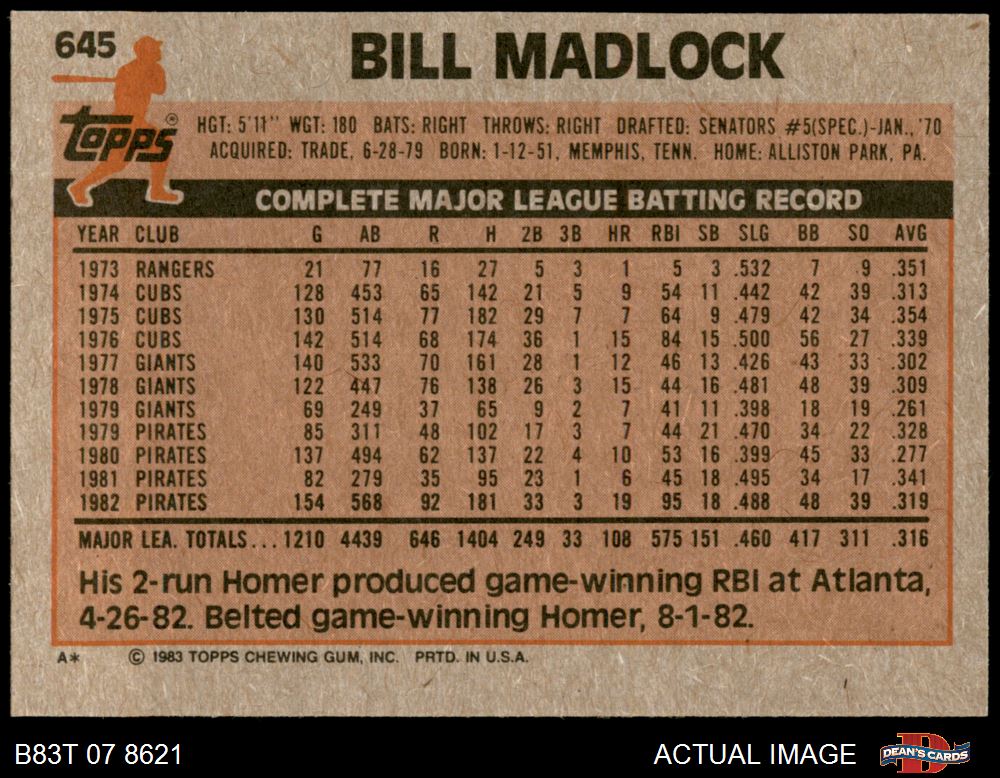 645
BILL MADLOCK
Topps®
HGT: 5'11" WGT: 180 BATS: RIGHT THROWS: RIGHT DRAFTED: SENATORS #5(SPEC.)-JAN., '70
ACQUIRED: TRADE, 6-28-79 BORN: 1-12-51, MEMPHIS, TENN. HOME: ALLISTON PARK, PA.
COMPLETE MAJOR LEAGUE BATTING RECORD
YEAR CLUB G AB R H 2B 3B HR RBI SB SLG BB SO AVG
1973 RANGERS 21 77 16 27 5 3 1 5 3 .532 7 9 .351
1974 CUBS 128 453 65 142 21 5 9 54 11 .442 42 39 .313
1975 CUBS 130 514 77 182 29 7 7 64 9 .479 42 34 .354
1976 CUBS 142 514 68 174 36 1 15 84 15 .500 56 27 .339
1977 GIANTS 140 533 70 161 28 1 12 46 13 .426 43 33 .302
1978 GIANTS 122 447 76 138 26 3 15 44 16 .481 48 39 .309
1979 GIANTS 69 249 37 65 9 2 7 41 11 .398 18 19 .261
1979 PIRATES 85 311 48 102 17 3 7 44 21 .470 34 22 .328
1980 PIRATES 137 494 62 137 22 4 10 53 16 .399 45 33 .277
1981 PIRATES 82 279 35 95 23 1 6 45 18 .495 34 17 .341
1982 PIRATES 154 568 92 181 33 3 19 95 18 .488 48 39 .319
MAJOR LEA. TOTALS... 1210 4439 646 1404 249 33 108 575 151 .460 417 311 .316
His 2-run Homer produced game-winning RBI at Atlanta,
4-26-82. Belted game-winning Homer, 8-1-82.
A* © 1983 TOPPS CHEWING GUM, INC. PRTD. IN U.S.A.
B83T 07 8621 ACTUAL IMAGE D DEAN'S CARDS